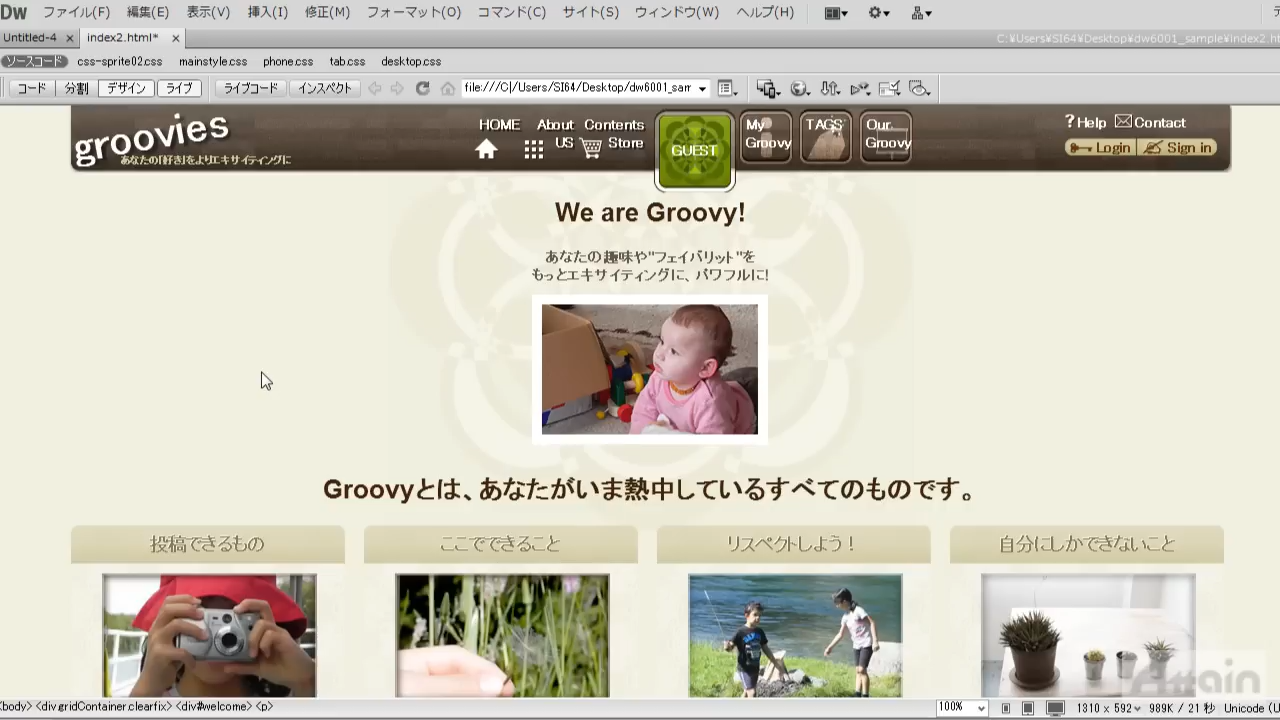 DW ファイル(F) 編集(E) 表示(V) 挿入(I) 修正(M) フォーマット(O) コマンド(C) サイト(S) ウィンドウ(W) ヘルプ(H)
Untitled-4 × index2.html* × C:¥Users¥SI64¥Desktop¥dw6001_sample¥index2.ht
ソースコード css-sprite02.css mainstyle.css phone.css tab.css desktop.css
コード 分割 デザイン ライブ ライブコード インスペクト file:///C|/Users/SI64/Desktop/dw6001_sam
groovies
あなたの「好き」をよりエキサイティングに
HOME About US Contents Store GUEST My Groovy TAGS Our Groovy ?Help Contact
Login Sign in
We are Groovy!
あなたの趣味や"フェイバリット"を
もっとエキサイティングに、パワフルに!
Groovyとは、あなたがいま熱中しているすべてのものです。
投稿できるもの ここでできること リスペクトしよう! 自分にしかできないこと
Attain
<body> <div.gridContainer.clearfix> <div#welcome> <p> 100% 1310 x 592 989K / 21 秒 Unicode (U